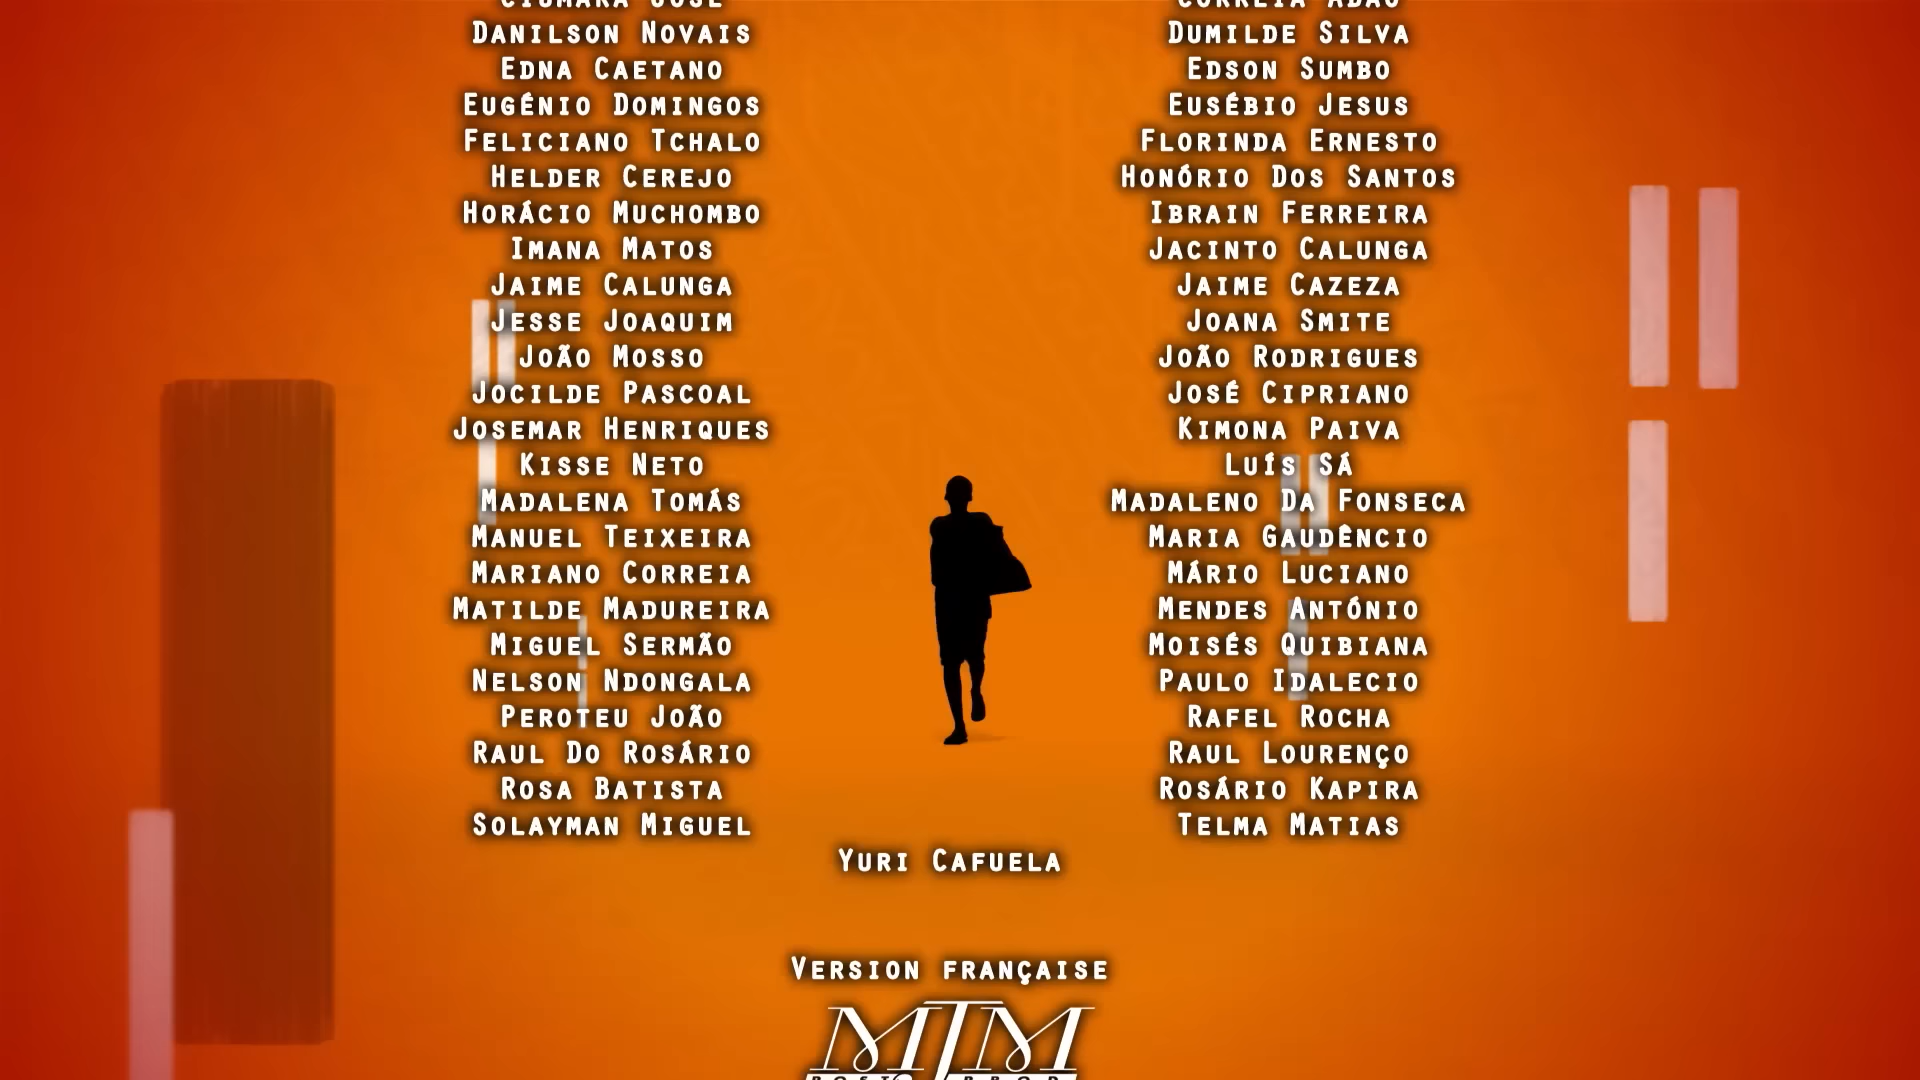 CIOMARA JOSÉ CORREIA ADÃO
DANILSON NOVAIS DUMILDE SILVA
EDNA CAETANO EDSON SUMBO
EUGÉNIO DOMINGOS EUSÉBIO JESUS
FELICIANO TCHALO FLORINDA ERNESTO
HELDER CEREJO HONÓRIO DOS SANTOS
HORÁCIO MUCHOMBO IBRAIN FERREIRA
IMANA MATOS JACINTO CALUNGA
JAIME CALUNGA JAIME CAZEZA
JESSE JOAQUIM JOANA SMITE
JOÃO MOSSO JOÃO RODRIGUES
JOCILDE PASCOAL JOSÉ CIPRIANO
JOSEMAR HENRIQUES KIMONA PAIVA
KISSE NETO LUÍS SÁ
MADALENA TOMÁS MADALENO DA FONSECA
MANUEL TEIXEIRA MARIA GAUDÊNCIO
MARIANO CORREIA MÁRIO LUCIANO
MATILDE MADUREIRA MENDES ANTÓNIO
MIGUEL SERMÃO MOISÉS QUIBIANA
NELSON NDONGALA PAULO IDALECIO
PEROTEU JOÃO RAFEL ROCHA
RAUL DO ROSÁRIO RAUL LOURENÇO
ROSA BATISTA ROSÁRIO KAPIRA
SOLAYMAN MIGUEL TELMA MATIAS
YURI CAFUELA
VERSION FRANÇAISE
MJM